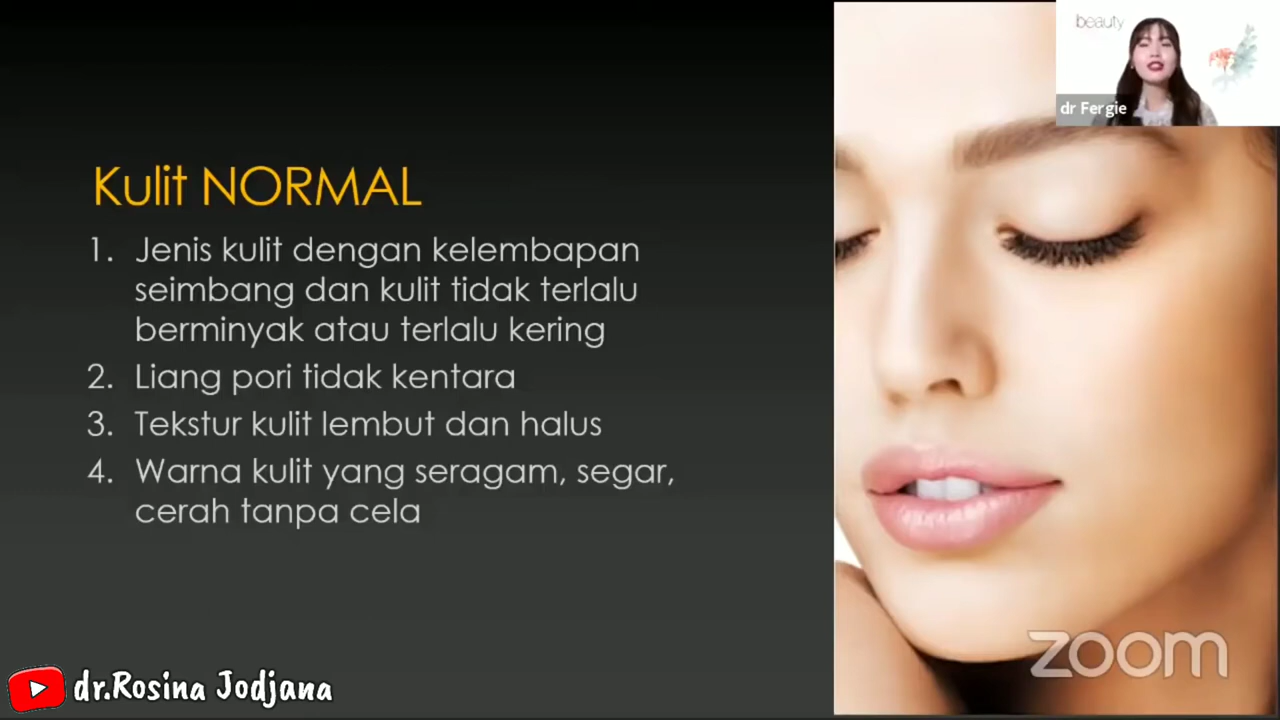 beauty
dr Fergie
Kulit NORMAL
1. Jenis kulit dengan kelembapan
seimbang dan kulit tidak terlalu
berminyak atau terlalu kering
2. Liang pori tidak kentara
3. Tekstur kulit lembut dan halus
4. Warna kulit yang seragam, segar,
cerah tanpa cela
zoom
dr.Rosina Jodjana